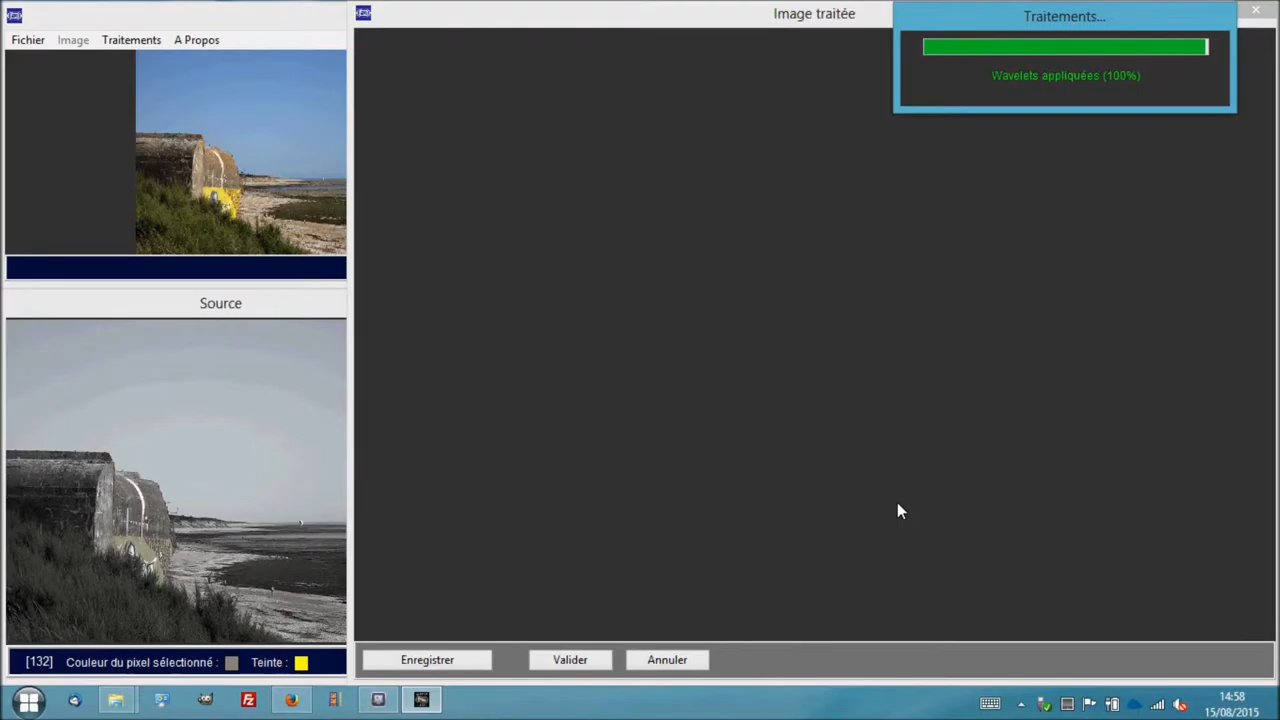 Image traitée
Traitements...
Fichier Image Traitements A Propos
Wavelets appliquées (100%)
Source
[132] Couleur du pixel sélectionné : Teinte :
Enregistrer Valider Annuler
14:58
15/08/2015